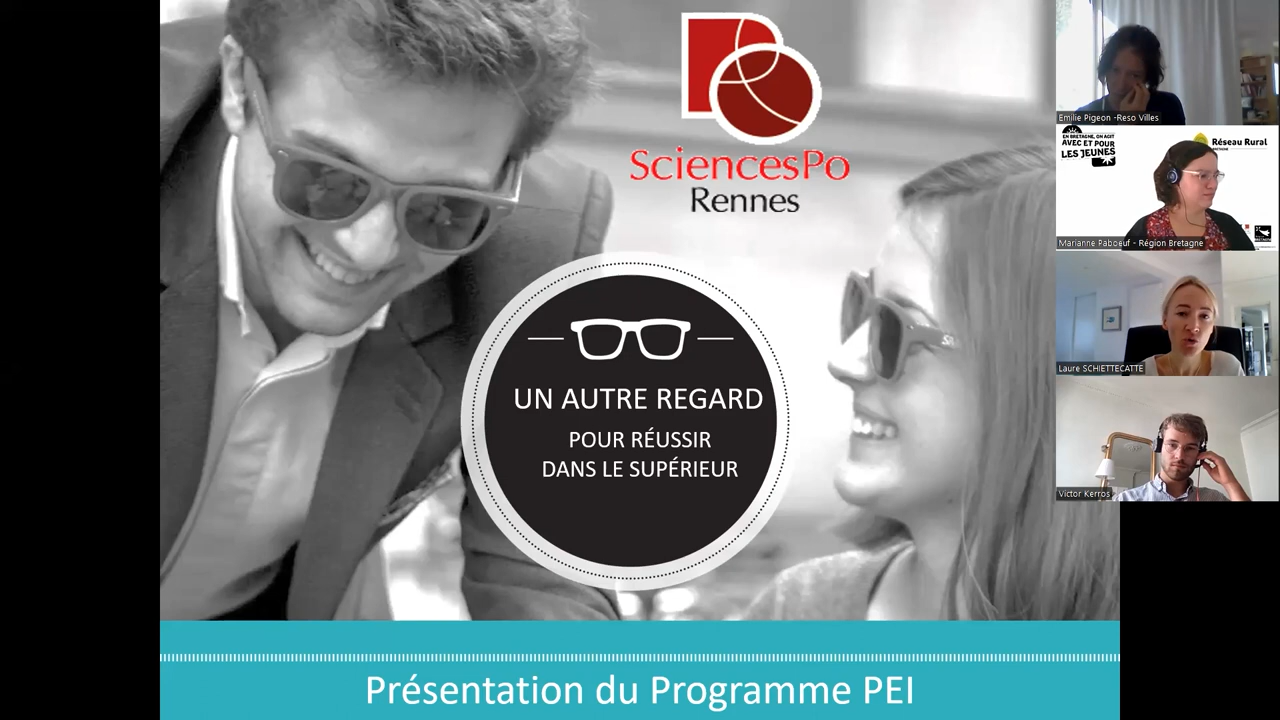 SciencesPo
Rennes
UN AUTRE REGARD
POUR RÉUSSIR
DANS LE SUPÉRIEUR
Présentation du Programme PEI
Emilie Pigeon -Reso Villes
EN BRETAGNE, ON AGIT
AVEC ET POUR
LES JEUNES
Réseau Rural
BRETAGNE
Marianne Paboeuf - Région Bretagne
Laure SCHIETTECATTE
Victor Kerros